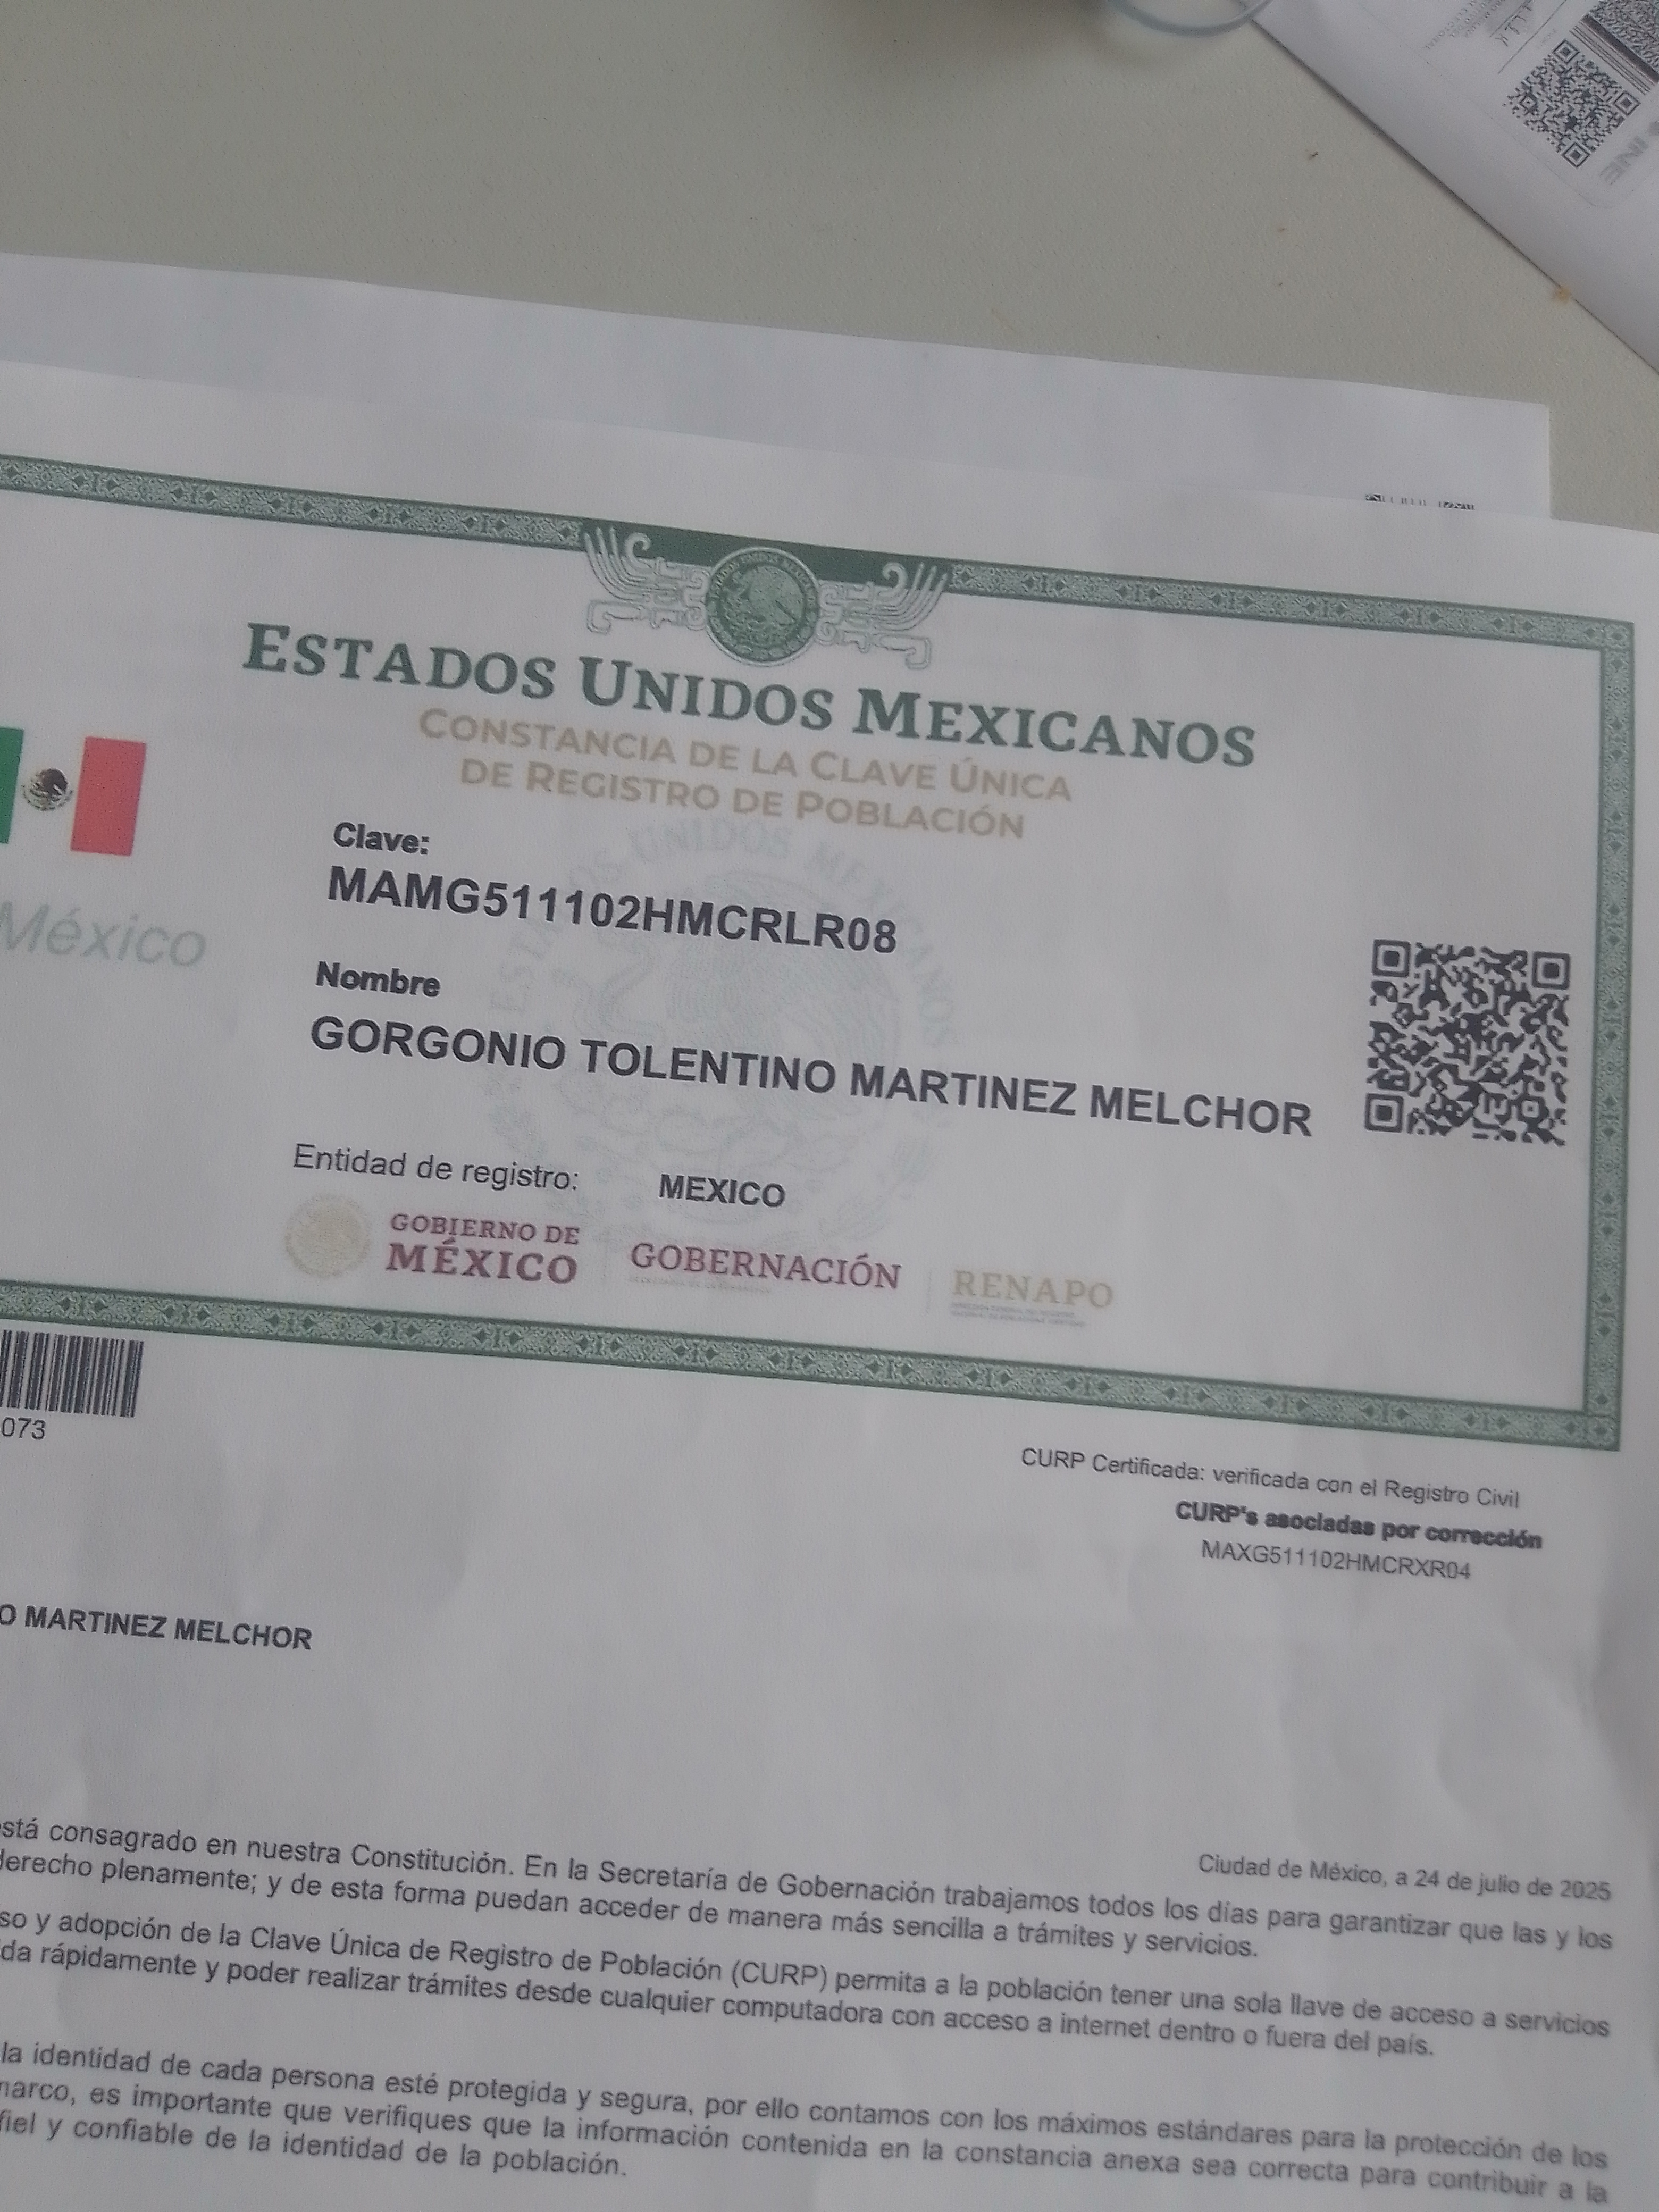 INE
ESTADOS UNIDOS MEXICANOS
CONSTANCIA DE LA CLAVE ÚNICA
DE REGISTRO DE POBLACIÓN
México
Clave:
MAMG511102HMCRLR08
Nombre
GORGONIO TOLENTINO MARTINEZ MELCHOR
Entidad de registro: MEXICO
GOBIERNO DE
MÉXICO
GOBERNACIÓN
RENAPO
073
CURP Certificada: verificada con el Registro Civil
CURP's asociadas por corrección
MAXG511102HMCRXR04
O MARTINEZ MELCHOR
Ciudad de México, a 24 de julio de 2025
stá consagrado en nuestra Constitución. En la Secretaría de Gobernación trabajamos todos los días para garantizar que las y los
derecho plenamente; y de esta forma puedan acceder de manera más sencilla a trámites y servicios.
so y adopción de la Clave Única de Registro de Población (CURP) permita a la población tener una sola llave de acceso a servicios
da rápidamente y poder realizar trámites desde cualquier computadora con acceso a internet dentro o fuera del país.
la identidad de cada persona esté protegida y segura, por ello contamos con los máximos estándares para la protección de los
marco, es importante que verifiques que la información contenida en la constancia anexa sea correcta para contribuir a la
fiel y confiable de la identidad de la población.